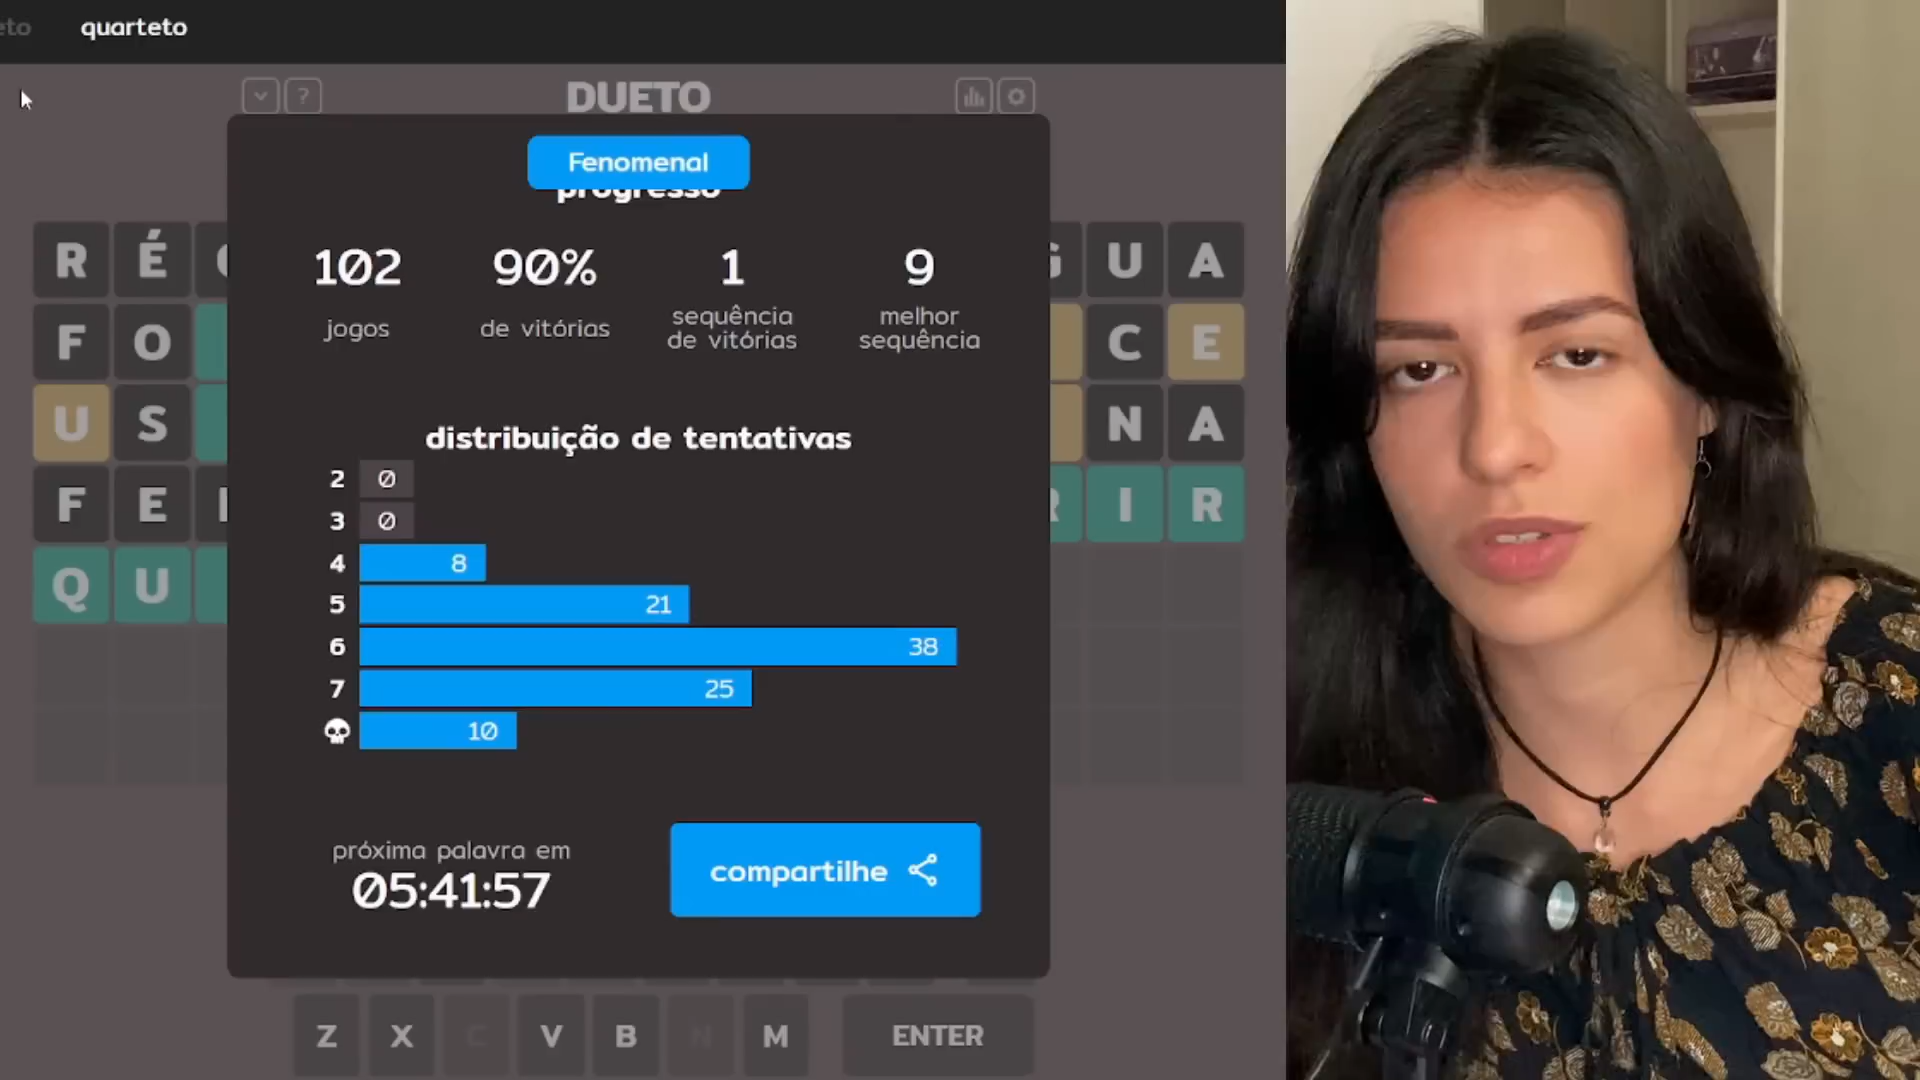 quarteto
DUETO
Fenomenal
progresso
102 90% 1 9
jogos de vitórias sequência de vitórias melhor sequência
R É G U A
F O C E
U S N A
F E R I R
Q U
distribuição de tentativas
2 0
3 0
4 8
5 21
6 38
7 25
10
próxima palavra em
05:41:57
compartilhe
Z X C V B N M ENTER